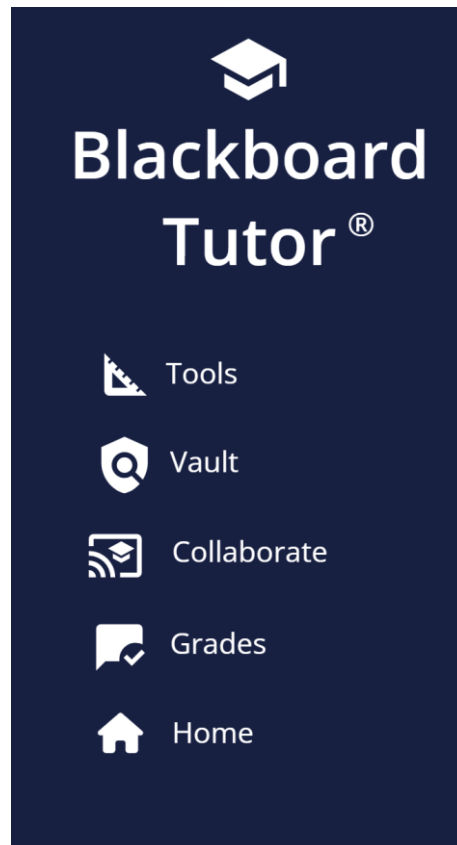 Blackboard
Tutor ®
Tools
Vault
Collaborate
Grades
Home